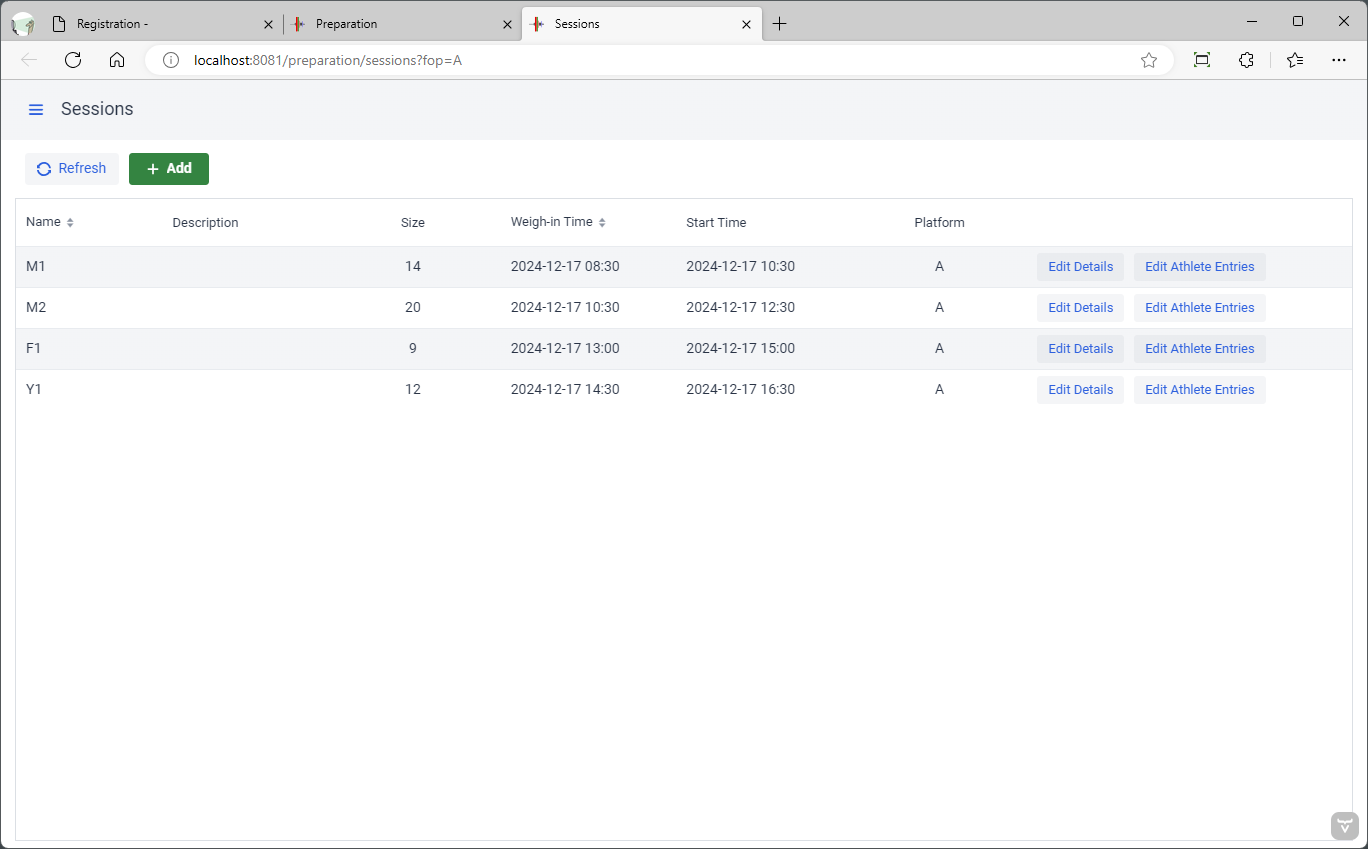 Registration -
Preparation
Sessions
localhost:8081/preparation/sessions?fop=A
Sessions
Refresh
Add
Name Description Size Weigh-in Time Start Time Platform
M1 14 2024-12-17 08:30 2024-12-17 10:30 A Edit Details Edit Athlete Entries
M2 20 2024-12-17 10:30 2024-12-17 12:30 A Edit Details Edit Athlete Entries
F1 9 2024-12-17 13:00 2024-12-17 15:00 A Edit Details Edit Athlete Entries
Y1 12 2024-12-17 14:30 2024-12-17 16:30 A Edit Details Edit Athlete Entries